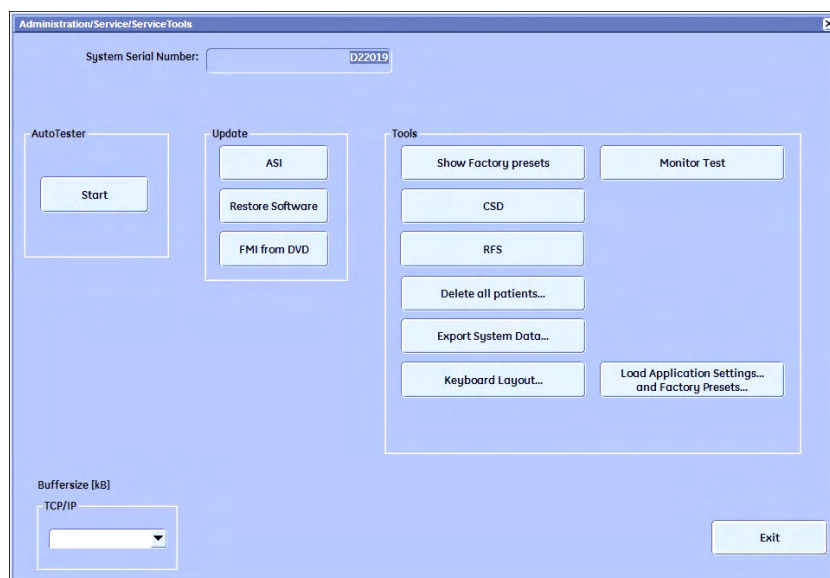 Administration/Service/ServiceTools
System Serial Number:
D22019
AutoTester
Start
Update
ASI
Restore Software
FMI from DVD
Tools
Show Factory presets
Monitor Test
CSD
RFS
Delete all patients...
Export System Data...
Keyboard Layout...
Load Application Settings...
and Factory Presets...
Buffersize [kB]
TCP/IP
Exit